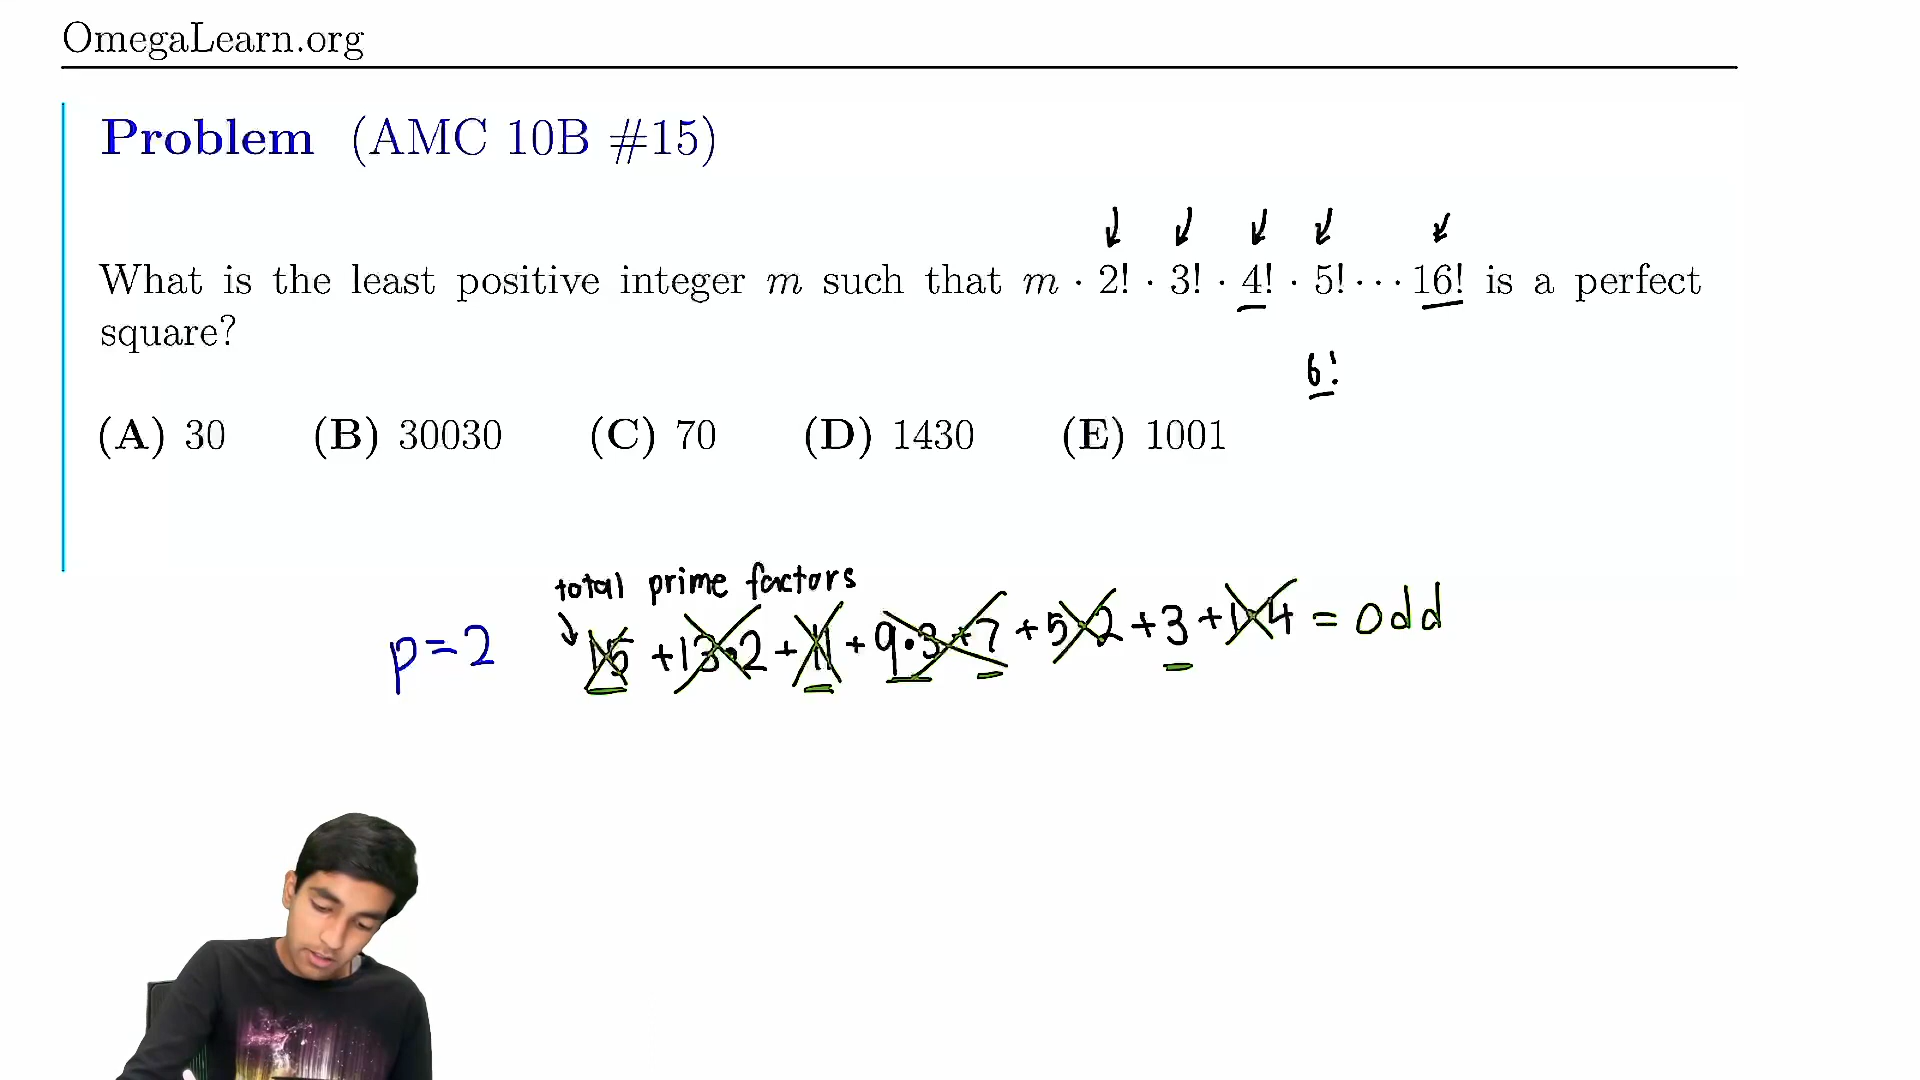 OmegaLearn.org
Problem (AMC 10B #15)
What is the least positive integer m such that m · 2! · 3! · 4! · 5! · · · 16! is a perfect
square?
6!
(A) 30 (B) 30030 (C) 70 (D) 1430 (E) 1001
total prime factors
p=2 15 +13·2 + 11 + 9·3 +7 +5·2 +3 +1·4 = odd